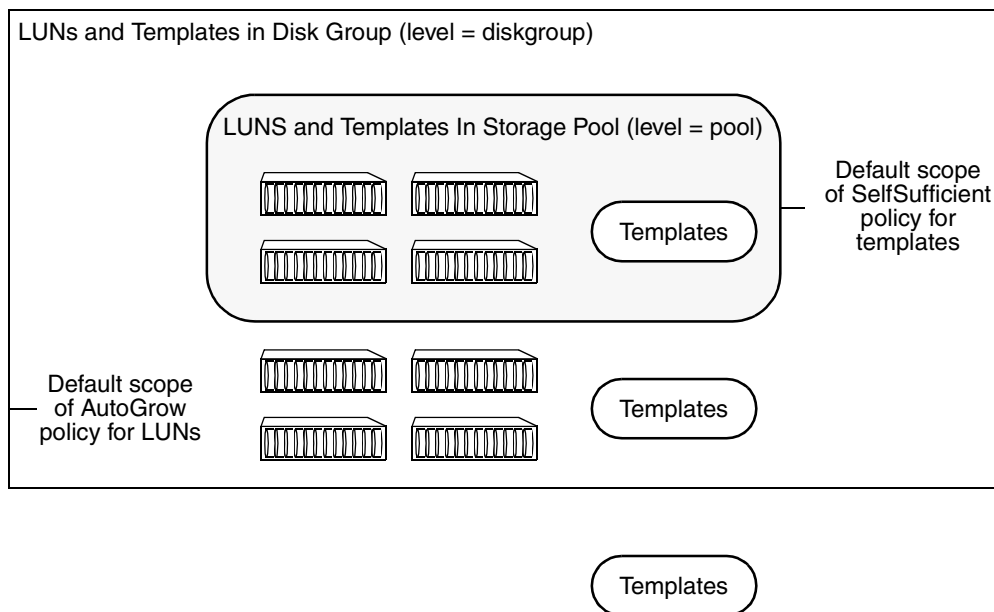 LUNs and Templates in Disk Group (level = diskgroup)
LUNS and Templates In Storage Pool (level = pool)
Default scope
of SelfSufficient
policy for
templates
Templates
Default scope
of AutoGrow
policy for LUNs
Templates
Templates